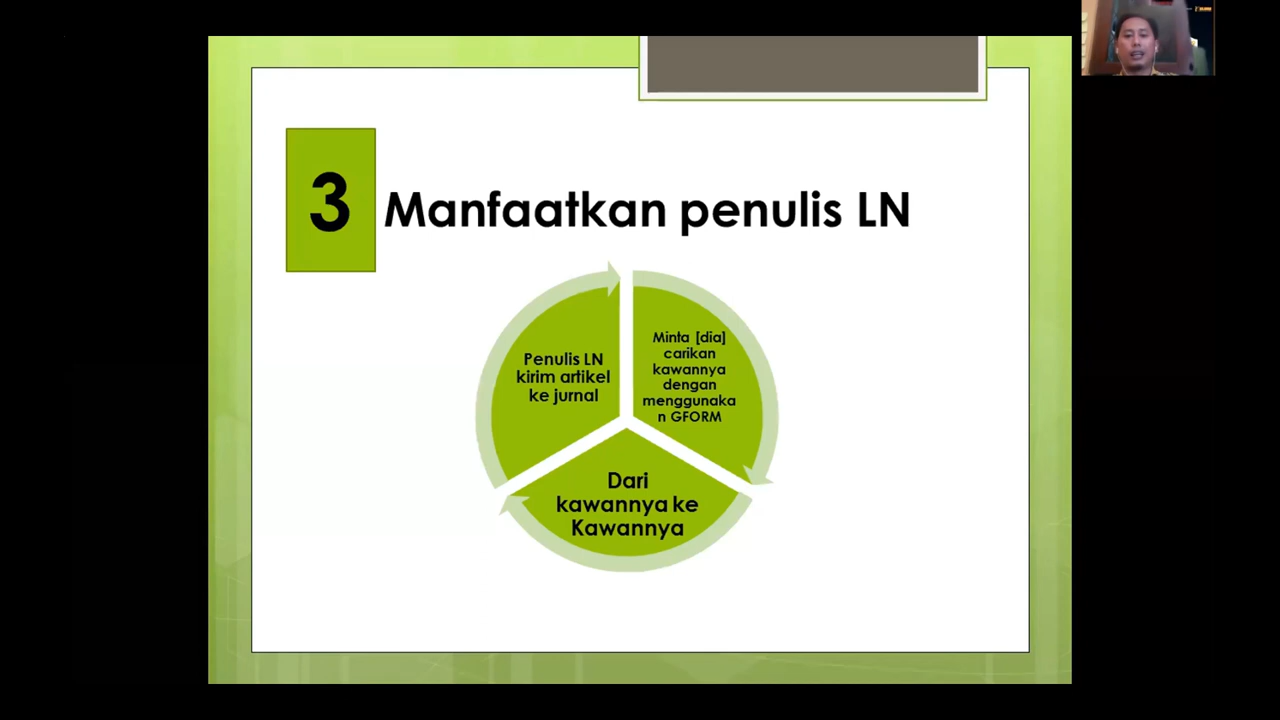 3
Manfaatkan penulis LN
Penulis LN
kirim artikel
ke jurnal
Minta [dia]
carikan
kawannya
dengan
menggunaka
n GFORM
Dari
kawannya ke
Kawannya